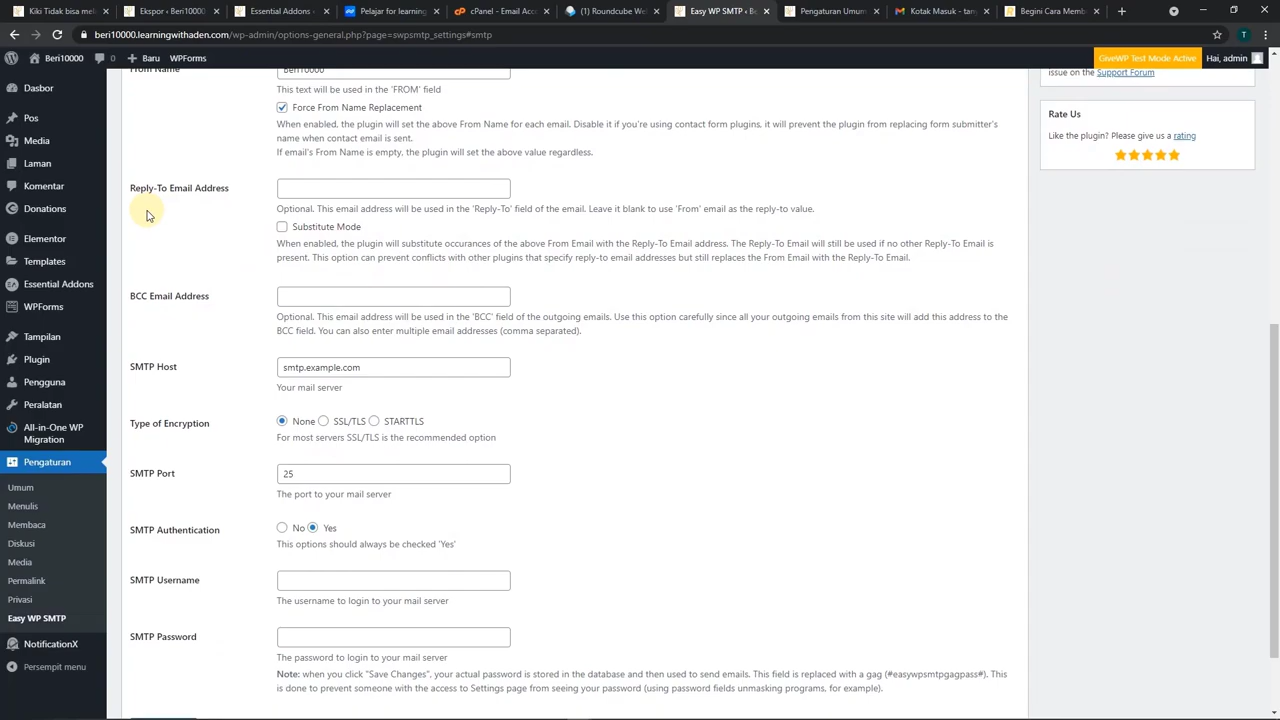 Kiki Tidak bisa melo
Ekspor ‹ Beri10000
Essential Addons ‹
Pelajar for learning
cPanel - Email Acco
(1) Roundcube Wel
Easy WP SMTP ‹ Be
Pengaturan Umum
Kotak Masuk - tang
Begini Cara Memb
beri10000.learningwithaden.com/wp-admin/options-general.php?page=swpsmtp_settings#smtp
T
Beri10000
0
Baru
WPForms
GiveWP Test Mode Active
Hai, admin
Dasbor
Pos
Media
Laman
Komentar
Donations
Elementor
Templates
Essential Addons
WPForms
Tampilan
Plugin
Pengguna
Peralatan
All-in-One WP
Migration
Pengaturan
Umum
Menulis
Membaca
Diskusi
Media
Permalink
Privasi
Easy WP SMTP
NotificationX
Persempit menu
From Name
Beri10000
This text will be used in the 'FROM' field
Force From Name Replacement
When enabled, the plugin will set the above From Name for each email. Disable it if you're using contact form plugins, it will prevent the plugin from replacing form submitter's
name when contact email is sent.
If email's From Name is empty, the plugin will set the above value regardless.
Reply-To Email Address
Optional. This email address will be used in the 'Reply-To' field of the email. Leave it blank to use 'From' email as the reply-to value.
Substitute Mode
When enabled, the plugin will substitute occurances of the above From Email with the Reply-To Email address. The Reply-To Email will still be used if no other Reply-To Email is
present. This option can prevent conflicts with other plugins that specify reply-to email addresses but still replaces the From Email with the Reply-To Email.
BCC Email Address
Optional. This email address will be used in the 'BCC' field of the outgoing emails. Use this option carefully since all your outgoing emails from this site will add this address to the
BCC field. You can also enter multiple email addresses (comma separated).
SMTP Host
smtp.example.com
Your mail server
Type of Encryption
None SSL/TLS STARTTLS
For most servers SSL/TLS is the recommended option
SMTP Port
25
The port to your mail server
SMTP Authentication
No Yes
This options should always be checked 'Yes'
SMTP Username
The username to login to your mail server
SMTP Password
The password to login to your mail server
Note: when you click "Save Changes", your actual password is stored in the database and then used to send emails. This field is replaced with a gag (#easywpsmtpgagpass#). This
is done to prevent someone with the access to Settings page from seeing your password (using password fields unmasking programs, for example).
issue on the Support Forum
Rate Us
Like the plugin? Please give us a rating